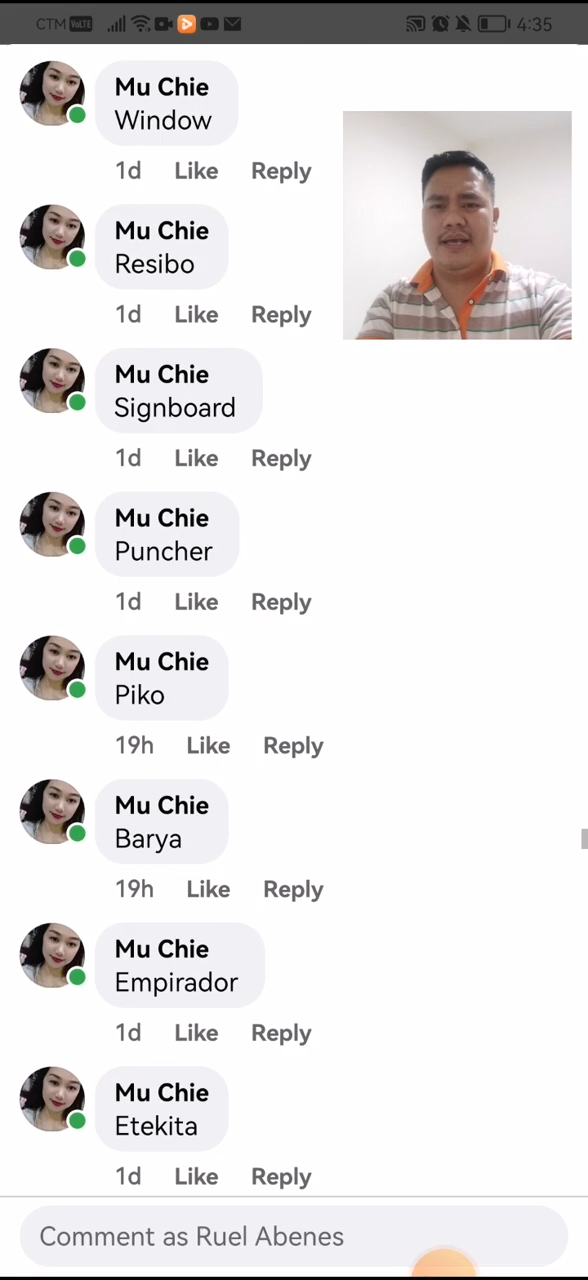 CTM VoLTE 4:35
Mu Chie
Window
1d Like Reply
Mu Chie
Resibo
1d Like Reply
Mu Chie
Signboard
1d Like Reply
Mu Chie
Puncher
1d Like Reply
Mu Chie
Piko
19h Like Reply
Mu Chie
Barya
19h Like Reply
Mu Chie
Empirador
1d Like Reply
Mu Chie
Etekita
1d Like Reply
Comment as Ruel Abenes